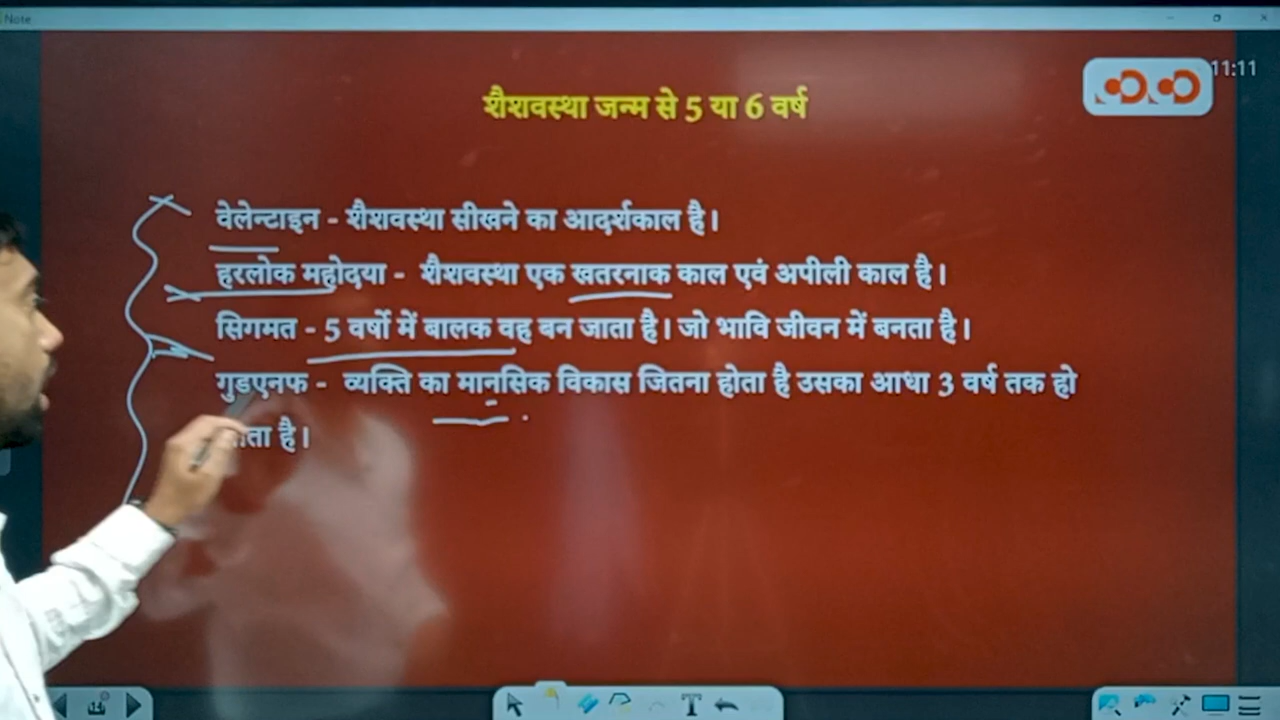 Note
11:11
शैशवस्था जन्म से 5 या 6 वर्ष
वेलेन्टाइन - शैशवस्था सीखने का आदर्शकाल है।
हरलोक महोदया - शैशवस्था एक खतरनाक काल एवं अपीली काल है।
सिगमत - 5 वर्षो में बालक वह बन जाता है। जो भावि जीवन में बनता है।
गुडएनफ - व्यक्ति का मानसिक विकास जितना होता है उसका आधा 3 वर्ष तक हो
है।